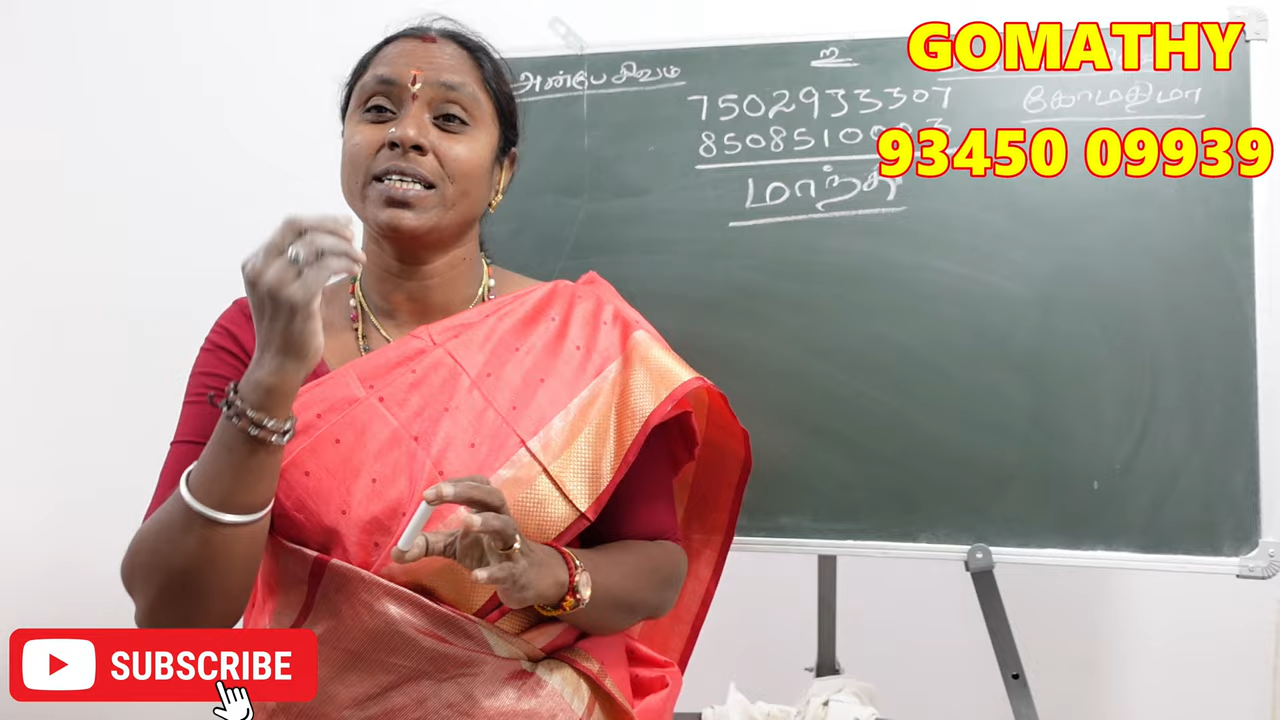 GOMATHY
93450 09939
அன்பே சிவம்
உ
7502933307
கோமதிமா
மாந்தி
SUBSCRIBE